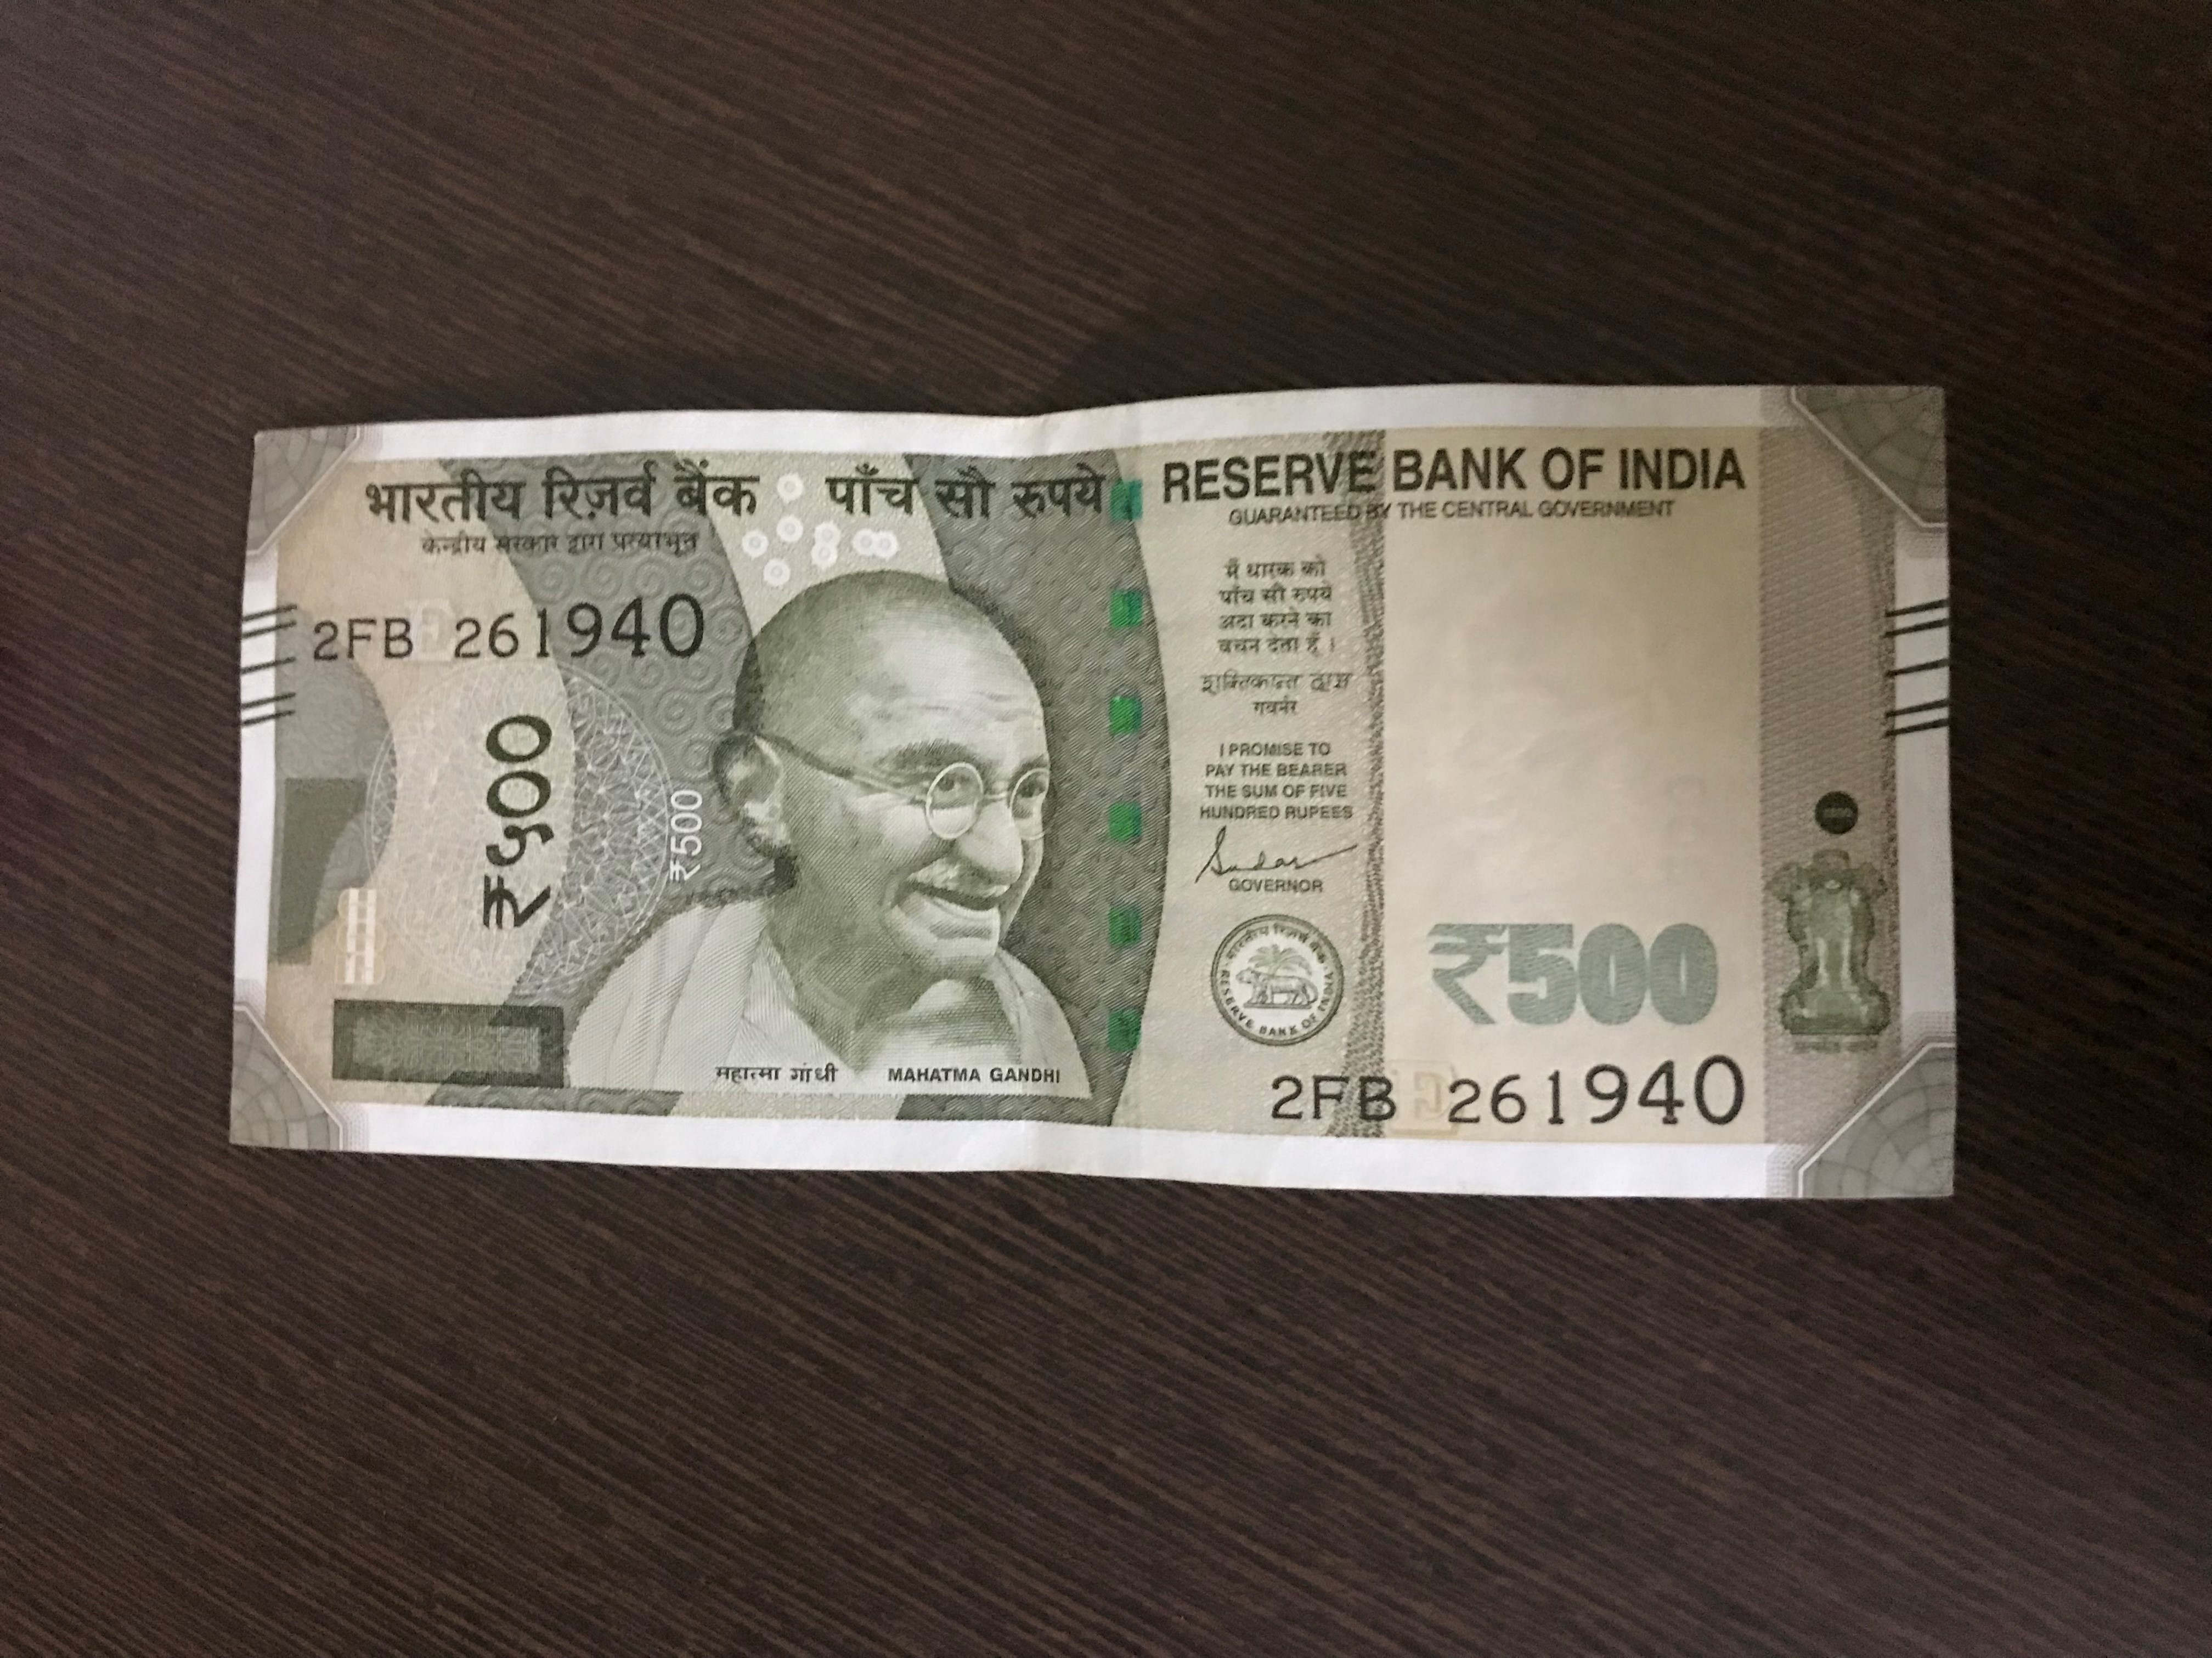 भारतीय रिज़र्व बैंक
केन्द्रीय सरकार द्वारा प्रत्याभूत
पाँच सौ रुपये
RESERVE BANK OF INDIA
GUARANTEED BY THE CENTRAL GOVERNMENT
2FB 261940
₹५००
₹500
महात्मा गांधी
MAHATMA GANDHI
मैं धारक को
पाँच सौ रुपये
अदा करने का
वचन देता हूँ ।
शक्तिकान्त दास
गवर्नर
I PROMISE TO
PAY THE BEARER
THE SUM OF FIVE
HUNDRED RUPEES
GOVERNOR
भारतीय रिज़र्व बैंक
RESERVE BANK OF INDIA
₹500
2FB 261940